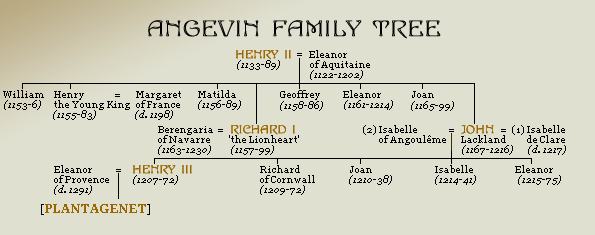 ANGEVIN FAMILY TREE
HENRY II = Eleanor
(1133-89) of Aquitaine
(1122-1202)
William Henry = Margaret Matilda Geoffrey Eleanor Joan
(1153-6) the Young King of France (1156-89) (1158-86) (1161-1214) (1165-99)
(1155-83) (d. 1198)
Berengaria = RICHARD I (2) Isabelle = JOHN = (1) Isabelle
of Navarre 'the Lionheart' of Angoulême Lackland de Clare
(1163-1230) (1157-99) (1167-1216) (d. 1217)
Eleanor = HENRY III Richard Joan Isabelle Eleanor
of Provence (1207-72) of Cornwall (1210-38) (1214-41) (1215-75)
(d. 1291) (1209-72)
[PLANTAGENET]